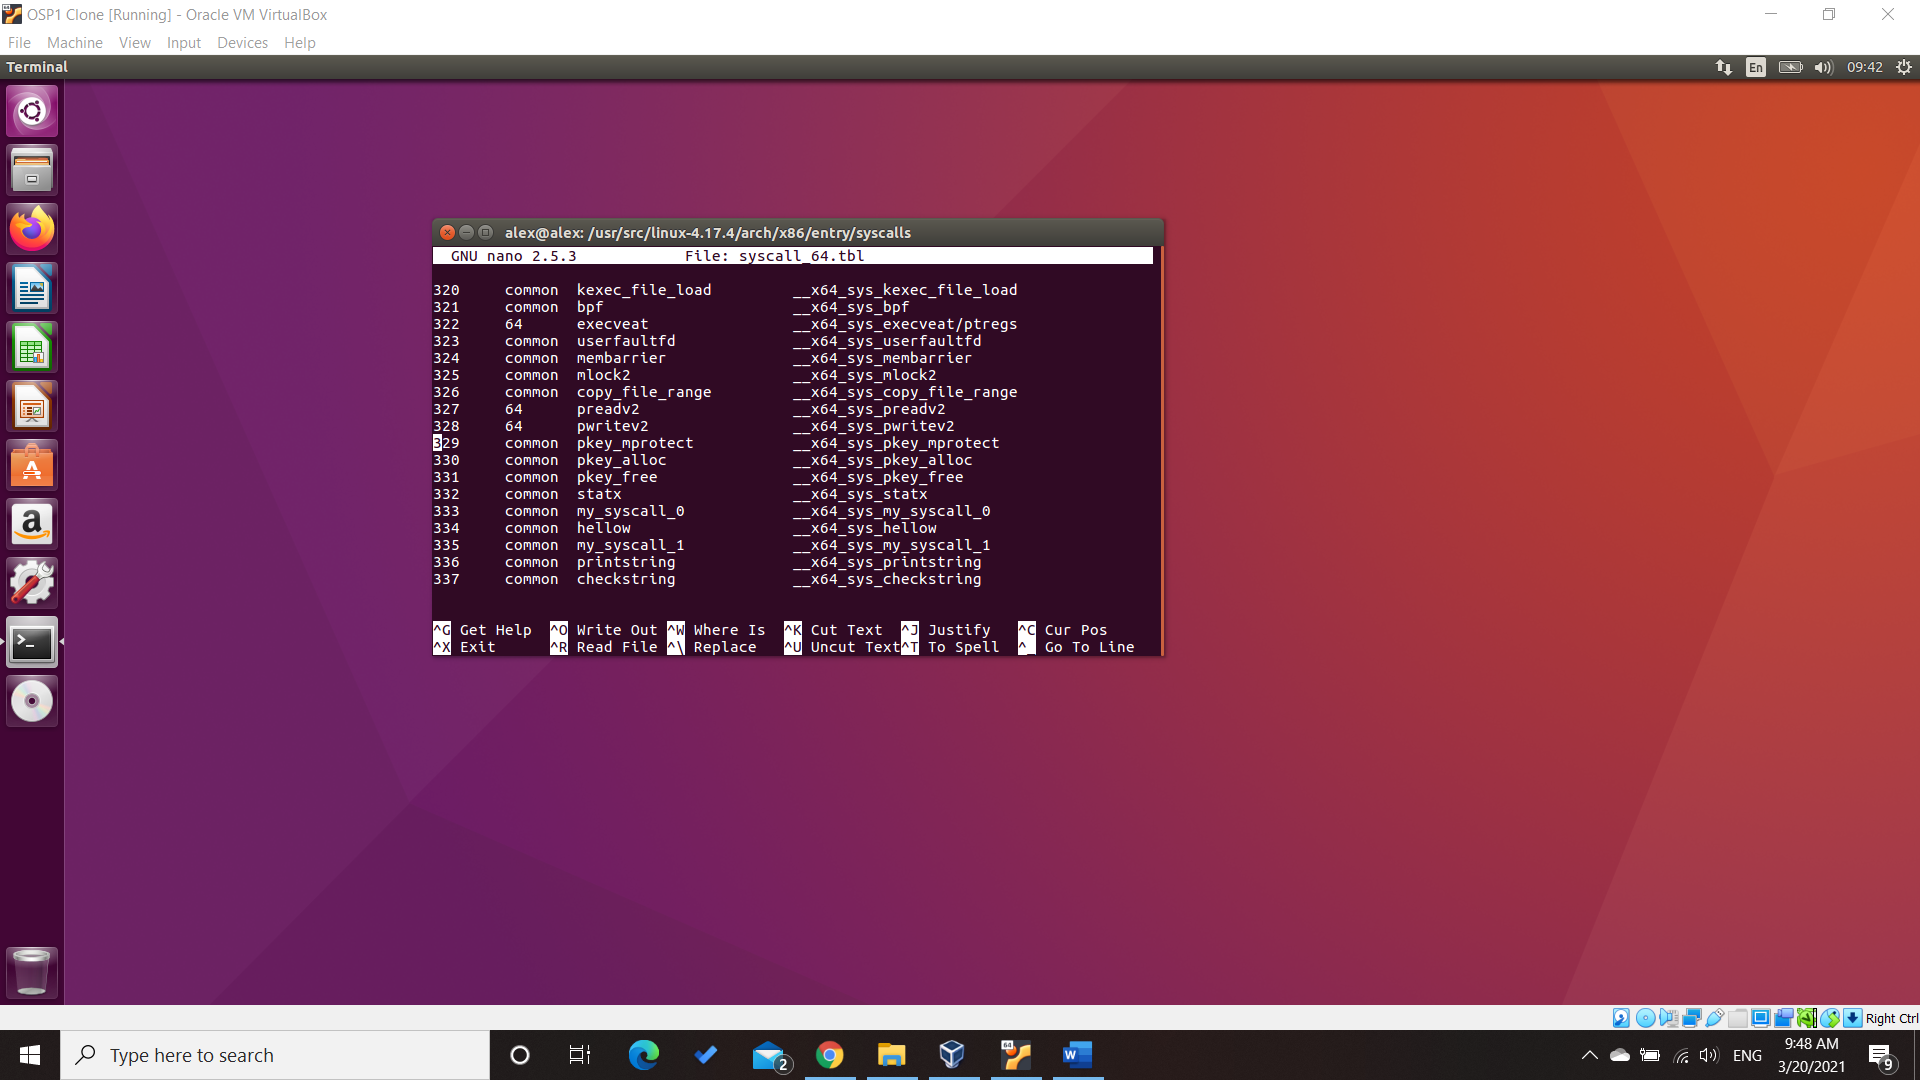 OSP1 Clone [Running] - Oracle VM VirtualBox
File Machine View Input Devices Help
Terminal En 09:42
alex@alex: /usr/src/linux-4.17.4/arch/x86/entry/syscalls
GNU nano 2.5.3 File: syscall_64.tbl
320 common kexec_file_load __x64_sys_kexec_file_load
321 common bpf __x64_sys_bpf
322 64 execveat __x64_sys_execveat/ptregs
323 common userfaultfd __x64_sys_userfaultfd
324 common membarrier __x64_sys_membarrier
325 common mlock2 __x64_sys_mlock2
326 common copy_file_range __x64_sys_copy_file_range
327 64 preadv2 __x64_sys_preadv2
328 64 pwritev2 __x64_sys_pwritev2
329 common pkey_mprotect __x64_sys_pkey_mprotect
330 common pkey_alloc __x64_sys_pkey_alloc
331 common pkey_free __x64_sys_pkey_free
332 common statx __x64_sys_statx
333 common my_syscall_0 __x64_sys_my_syscall_0
334 common hellow __x64_sys_hellow
335 common my_syscall_1 __x64_sys_my_syscall_1
336 common printstring __x64_sys_printstring
337 common checkstring __x64_sys_checkstring
^G Get Help ^O Write Out ^W Where Is ^K Cut Text ^J Justify ^C Cur Pos
^X Exit ^R Read File ^\ Replace ^U Uncut Text ^T To Spell ^_ Go To Line
Right Ctrl
Type here to search
2
64
ENG
9:48 AM
3/20/2021
9